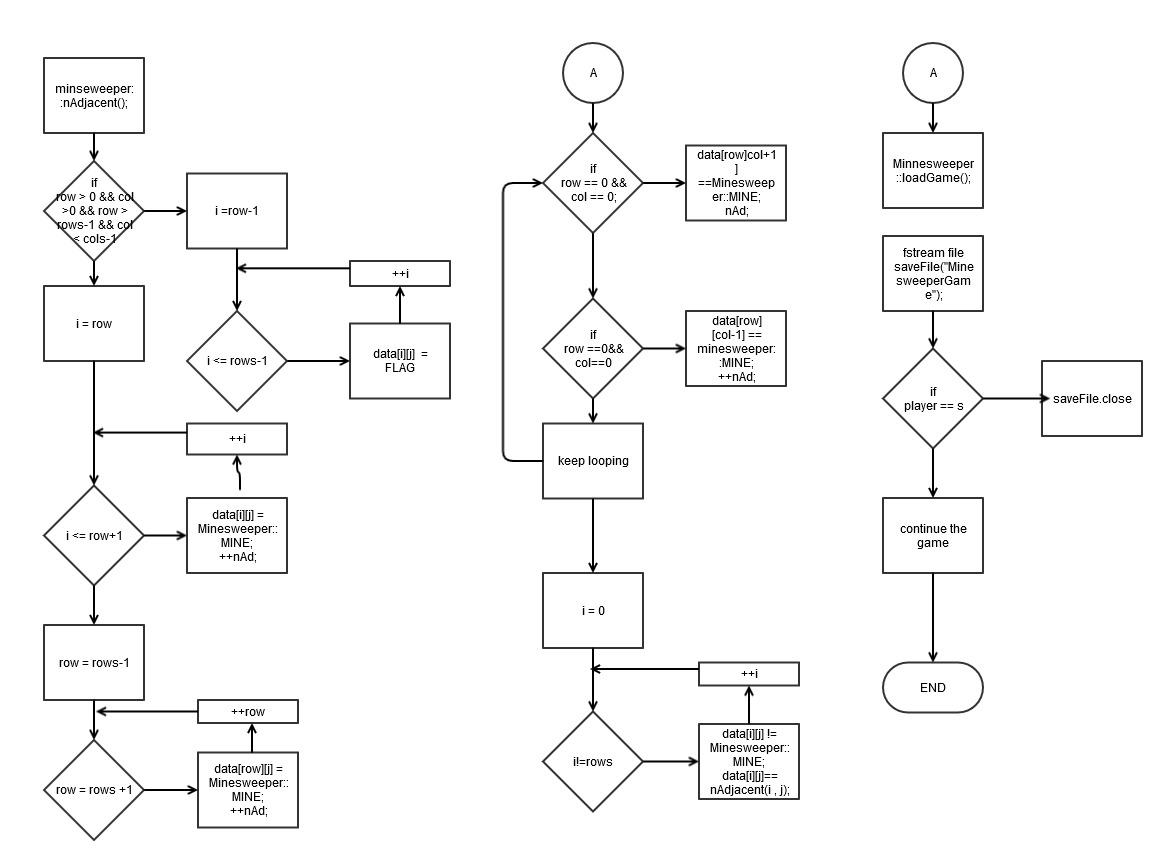 minseweeper:
:nAdjacent();
if
row > 0 && col
>0 && row >
rows-1 && col
< cols-1
i =row-1
++i
i = row
i <= rows-1
data[i][j]  =
FLAG
++i
i <= row+1
data[i][j] =
Minesweeper::
MINE;
++nAd;
row = rows-1
++row
row = rows +1
data[row][j] =
Minesweeper::
MINE;
++nAd;
A
if
row == 0 &&
col == 0;
data[row]col+1
]
==Minesweep
er::MINE;
nAd;
if
row ==0&&
col==0
data[row]
[col-1] ==
minesweeper:
:MINE;
++nAd;
keep looping
i = 0
++i
i!=rows
data[i][j] !=
Minesweeper::
MINE;
data[i][j]==
nAdjacent(i , j);
A
Minnesweeper
::loadGame();
fstream file
saveFile("Mine
sweeperGam
e");
if
player == s
saveFile.close
continue the
game
END